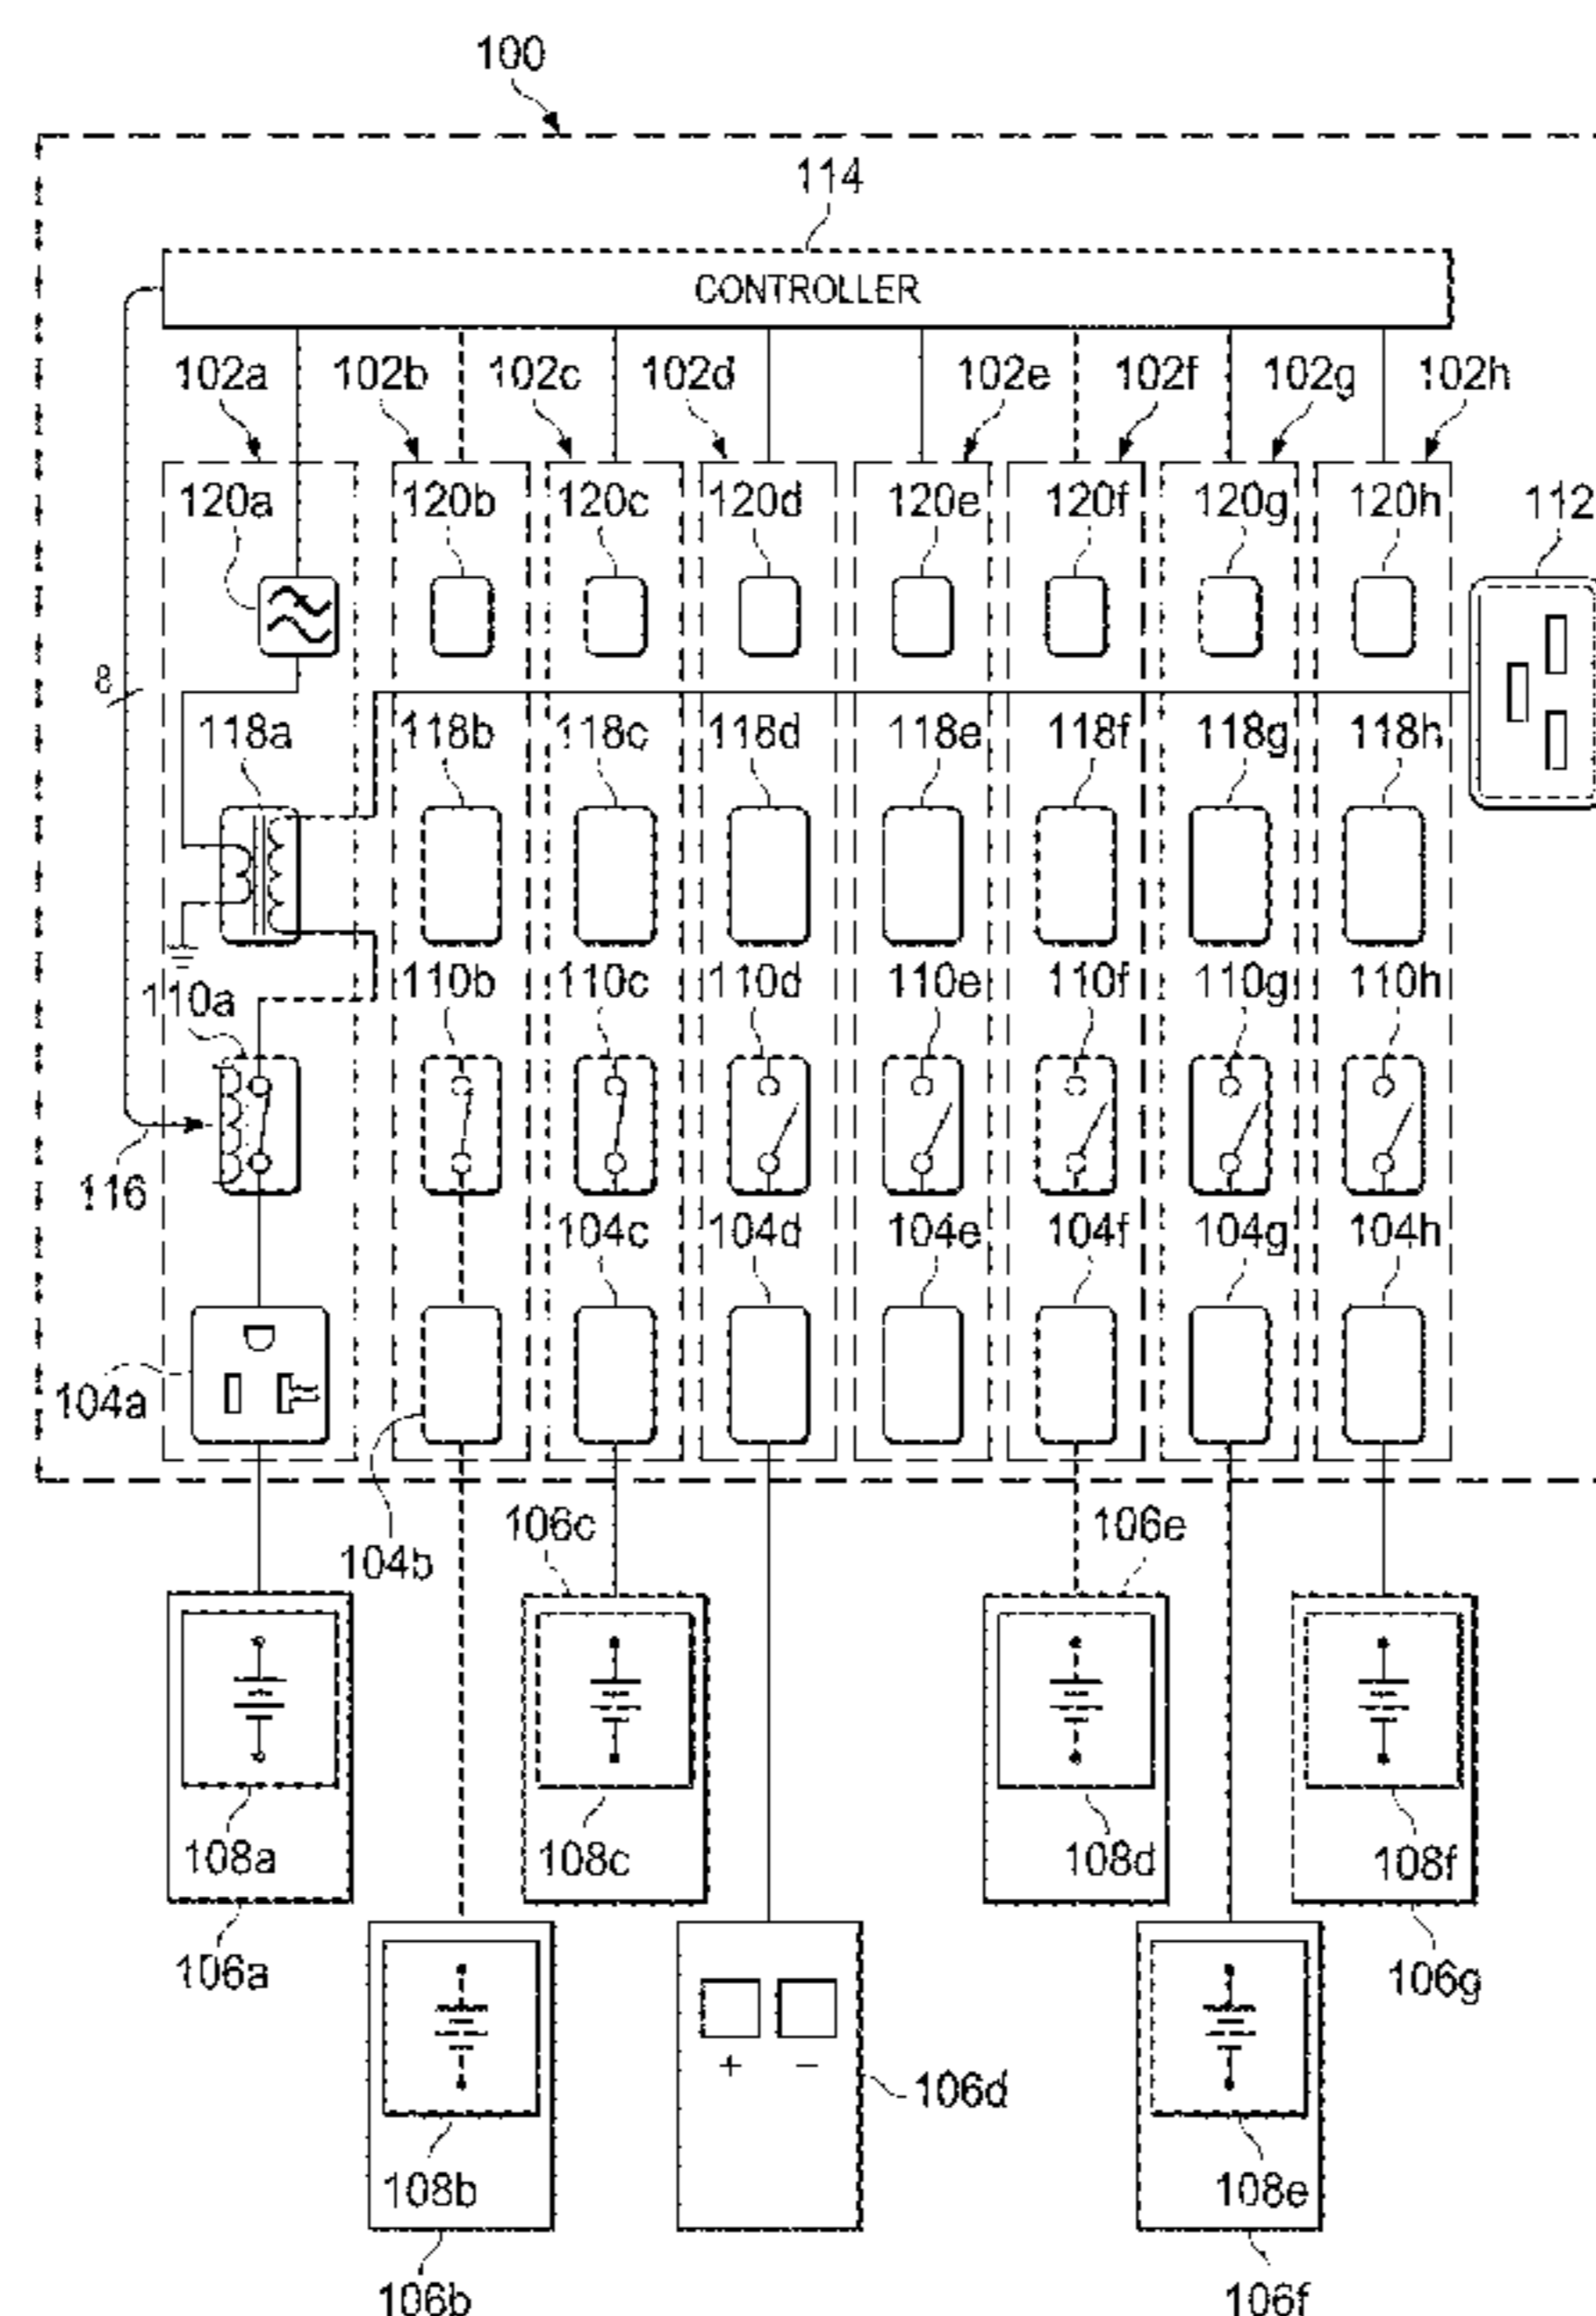 100
114
CONTROLLER
102a 102b 102c 102d 102e 102f 102g 102h
120a 120b 120c 120d 120e 120f 120g 120h 112
8
118a 118b 118c 118d 118e 118f 118g 118h
110a 110b 110c 110d 110e 110f 110g 110h
116
104c 104d 104e 104f 104g 104h
104a
106c 106e
104b
108a 108c 108d 108f
106a 106g
+ −
106d
108b 108e
106b 106f